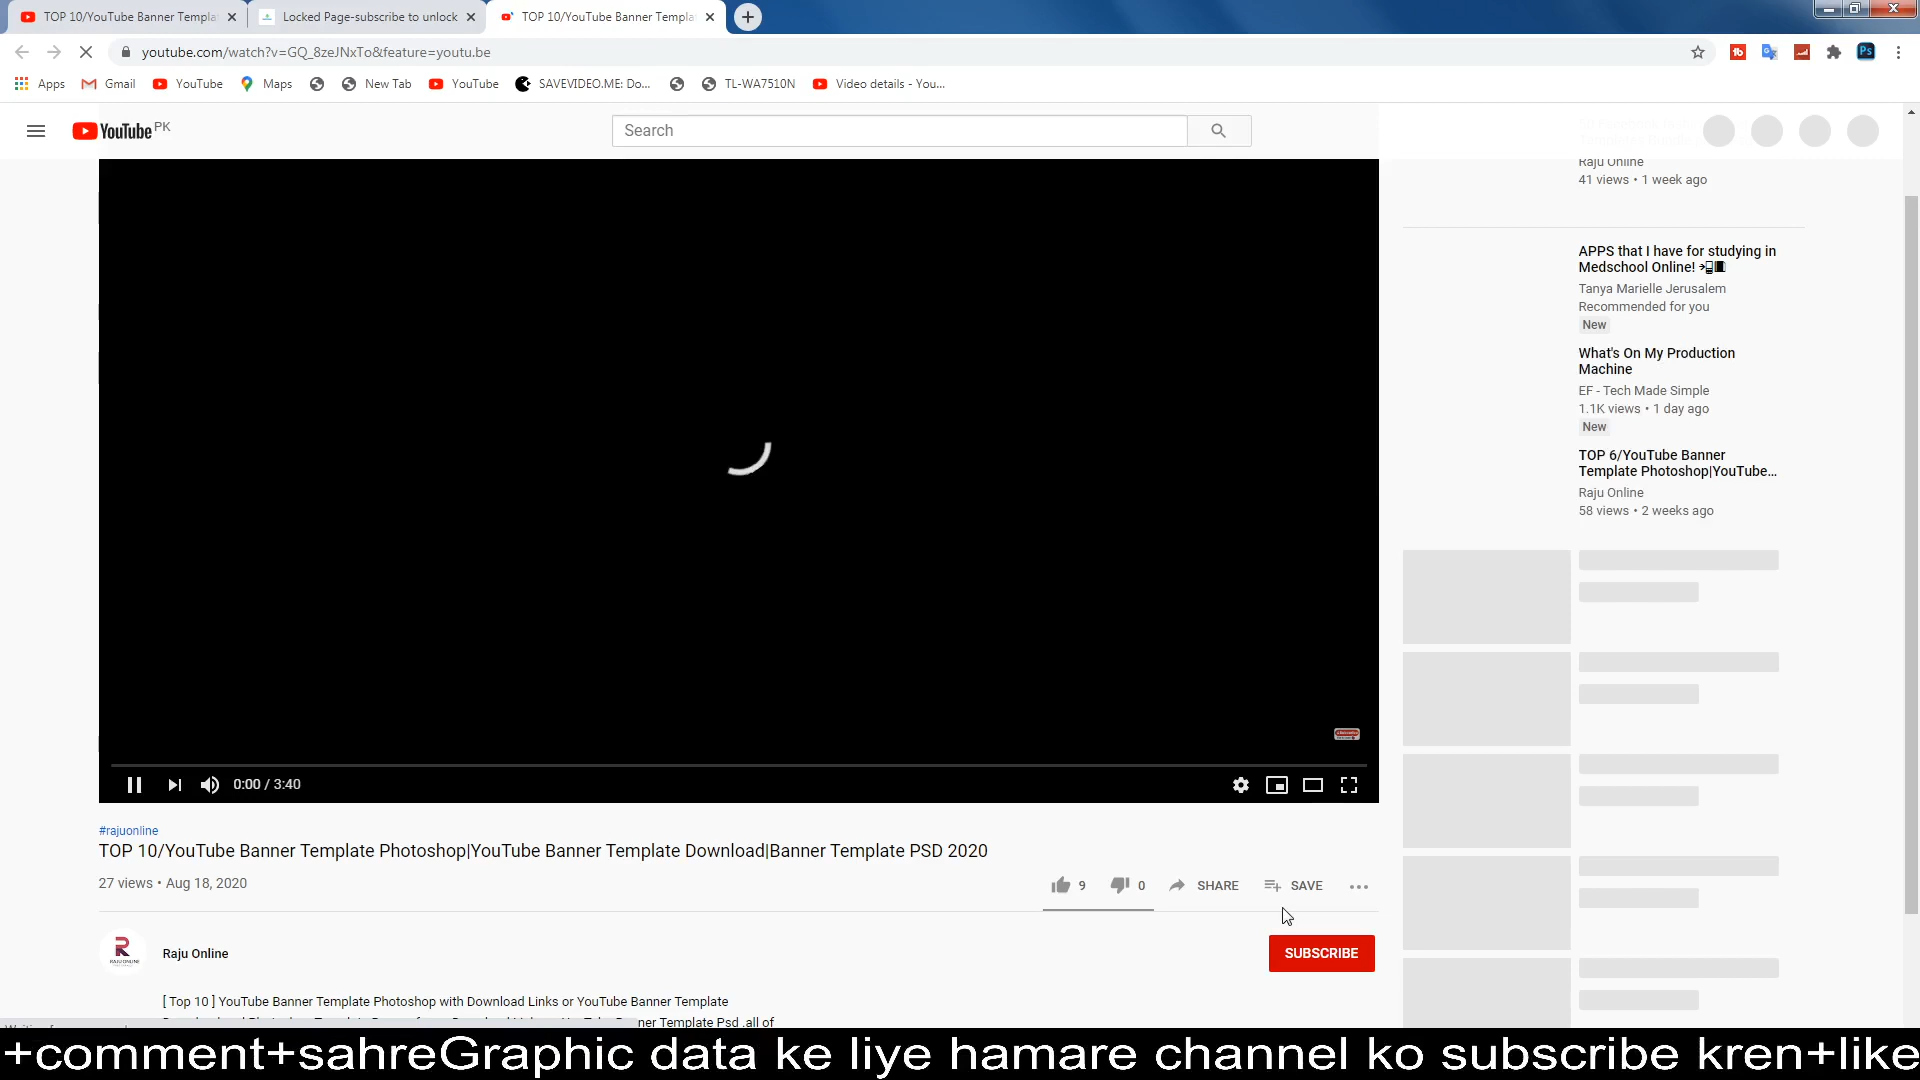 TOP 10/YouTube Banner Templa
Locked Page-subscribe to unlock
TOP 10/YouTube Banner Templa
youtube.com/watch?v=GQ_8zeJNxTo&feature=youtu.be
Apps
Gmail
YouTube
Maps
New Tab
YouTube
SAVEVIDEO.ME: Do...
TL-WA7510N
Video details - You...
YouTube PK
Search
Raju Online
41 views • 1 week ago
APPS that I have for studying in
Medschool Online!
Tanya Marielle Jerusalem
Recommended for you
New
What's On My Production
Machine
EF - Tech Made Simple
1.1K views • 1 day ago
New
TOP 6/YouTube Banner
Template Photoshop|YouTube...
Raju Online
58 views • 2 weeks ago
0:00 / 3:40
#rajuonline
TOP 10/YouTube Banner Template Photoshop|YouTube Banner Template Download|Banner Template PSD 2020
27 views • Aug 18, 2020
9
0
SHARE
SAVE
Raju Online
SUBSCRIBE
[ Top 10 ] YouTube Banner Template Photoshop with Download Links or YouTube Banner Template
ner Template Psd .all of
+comment+sahreGraphic data ke liye hamare channel ko subscribe kren+like